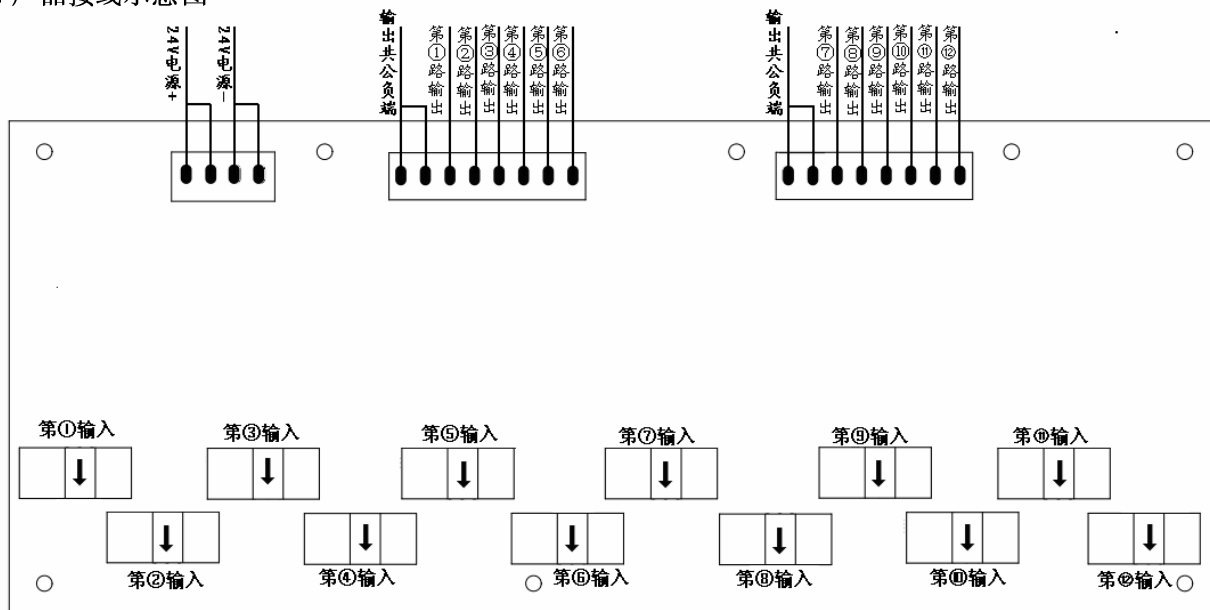 产品接线示意图
24V电源+
24V电源-
输出共公负端
第①路输出
第②路输出
第③路输出
第④路输出
第⑤路输出
第⑥路输出
输出共公负端
第⑦路输出
第⑧路输出
第⑨路输出
第⑩路输出
第⑪路输出
第⑫路输出
第①输入
第③输入
第⑤输入
第⑦输入
第⑨输入
第⑪输入
第②输入
第④输入
第⑥输入
第⑧输入
第⑩输入
第⑫输入